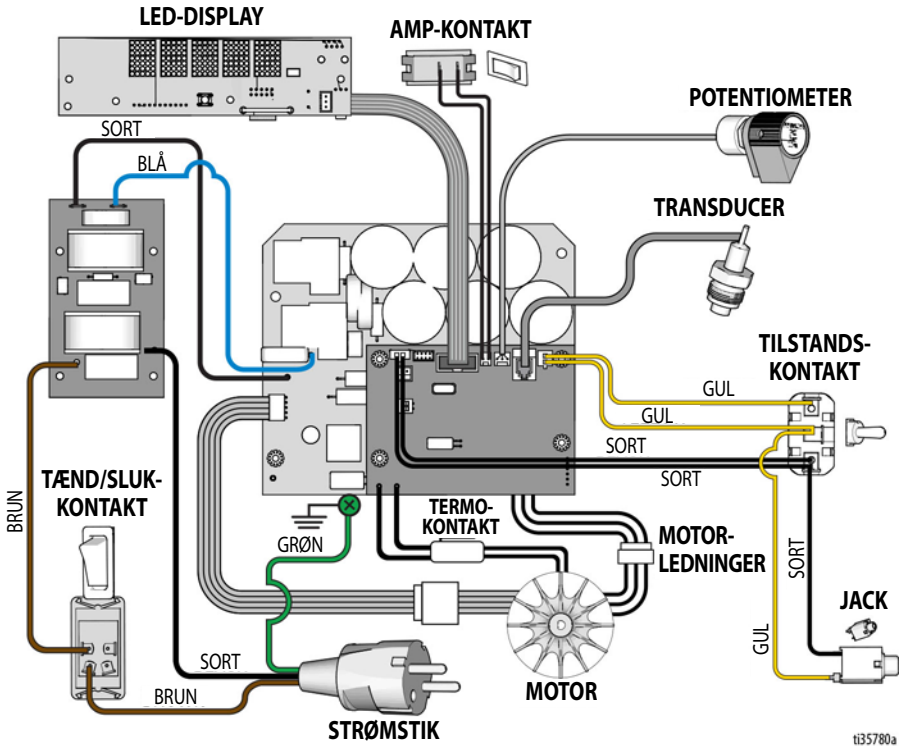 LED-DISPLAY
AMP-KONTAKT
POTENTIOMETER
SORT
BLÅ
TRANSDUCER
TILSTANDS-
KONTAKT
GUL
GUL
SORT
SORT
TÆND/SLUK-
KONTAKT
BRUN
TERMO-
KONTAKT
GRØN
MOTOR-
LEDNINGER
SORT
JACK
GUL
SORT
BRUN
MOTOR
STRØMSTIK
ti35780a